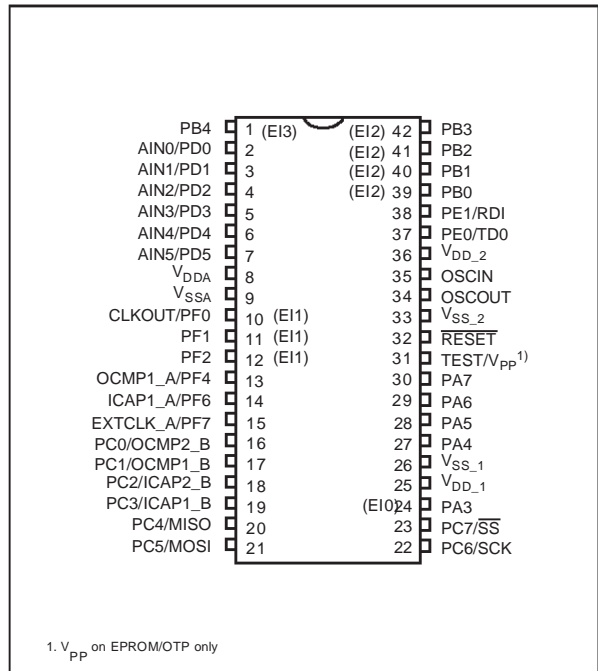 PB4 1 (EI3) (EI2) 42 PB3
AIN0/PD0 2 (EI2) 41 PB2
AIN1/PD1 3 (EI2) 40 PB1
AIN2/PD2 4 (EI2) 39 PB0
AIN3/PD3 5 38 PE1/RDI
AIN4/PD4 6 37 PE0/TD0
AIN5/PD5 7 36 VDD_2
VDDA 8 35 OSCIN
VSSA 9 34 OSCOUT
CLKOUT/PF0 10 (EI1) 33 VSS_2
PF1 11 (EI1) 32 RESET
PF2 12 (EI1) 31 TEST/VPP1)
OCMP1_A/PF4 13 30 PA7
ICAP1_A/PF6 14 29 PA6
EXTCLK_A/PF7 15 28 PA5
PC0/OCMP2_B 16 27 PA4
PC1/OCMP1_B 17 26 VSS_1
PC2/ICAP2_B 18 25 VDD_1
PC3/ICAP1_B 19 (EI0) 24 PA3
PC4/MISO 20 23 PC7/SS
PC5/MOSI 21 22 PC6/SCK
1. VPP on EPROM/OTP only